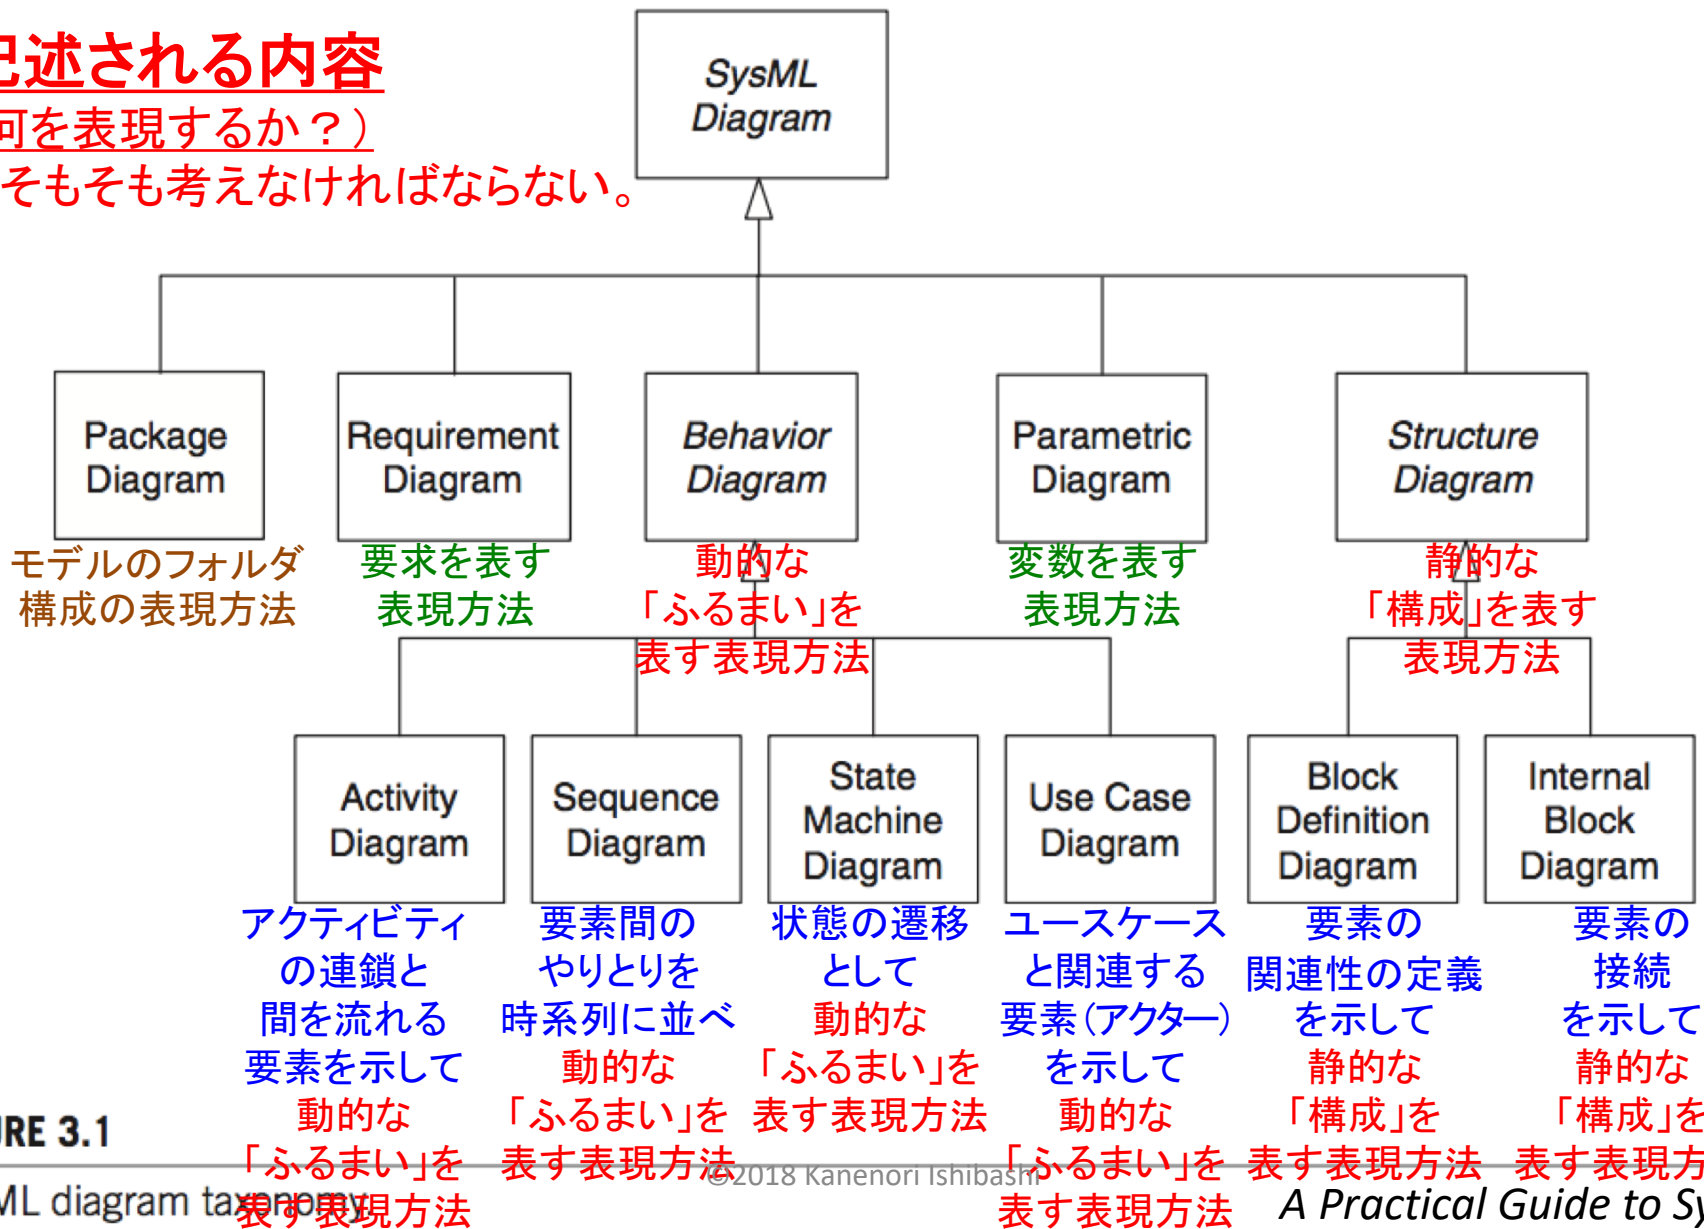 記述される内容
何を表現するか？）
そもそも考えなければならない。
SysML
Diagram
Package
Diagram
モデルのフォルダ
構成の表現方法
Requirement
Diagram
要求を表す
表現方法
Behavior
Diagram
動的な
「ふるまい」を
表す表現方法
Parametric
Diagram
変数を表す
表現方法
Structure
Diagram
静的な
「構成」を表す
表現方法
Activity
Diagram
アクティビティ
の連鎖と
間を流れる
要素を示して
動的な
「ふるまい」を
表す表現方法
Sequence
Diagram
要素間の
やりとりを
時系列に並べ
動的な
「ふるまい」を
表す表現方法
State
Machine
Diagram
状態の遷移
として
動的な
「ふるまい」を
表す表現方法
Use Case
Diagram
ユースケース
と関連する
要素（アクター）
を示して
動的な
「ふるまい」を
表す表現方法
Block
Definition
Diagram
要素の
関連性の定義
を示して
静的な
「構成」を
表す表現方法
Internal
Block
Diagram
要素の
接続
を示して
静的な
「構成」を
表す表現方
URE 3.1
ML diagram taxonomy.
©2018 Kanenori Ishibashi
A Practical Guide to Sy